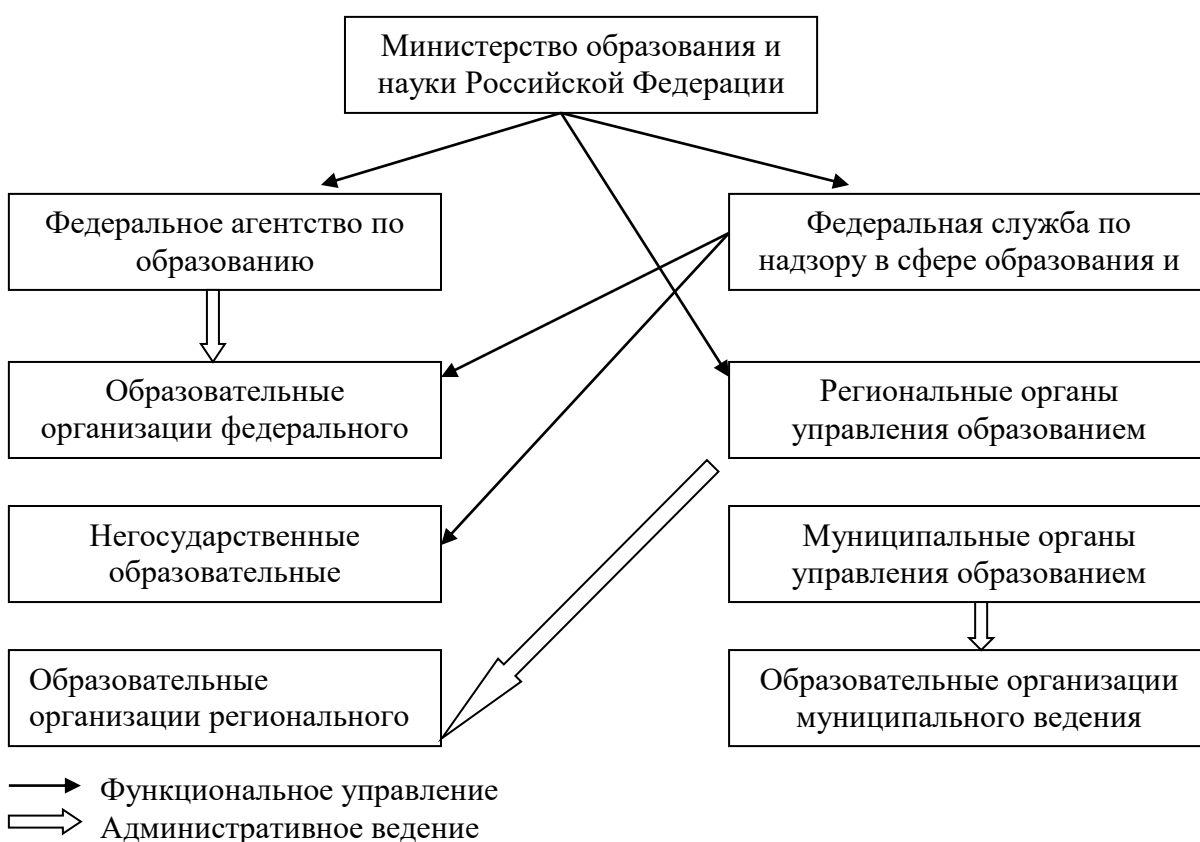 Министерство образования и
науки Российской Федерации
Федеральное агентство по
образованию
Федеральная служба по
надзору в сфере образования и
Образовательные
организации федерального
Региональные органы
управления образованием
Негосударственные
образовательные
Муниципальные органы
управления образованием
Образовательные
организации регионального
Образовательные организации
муниципального ведения
Функциональное управление
Административное ведение